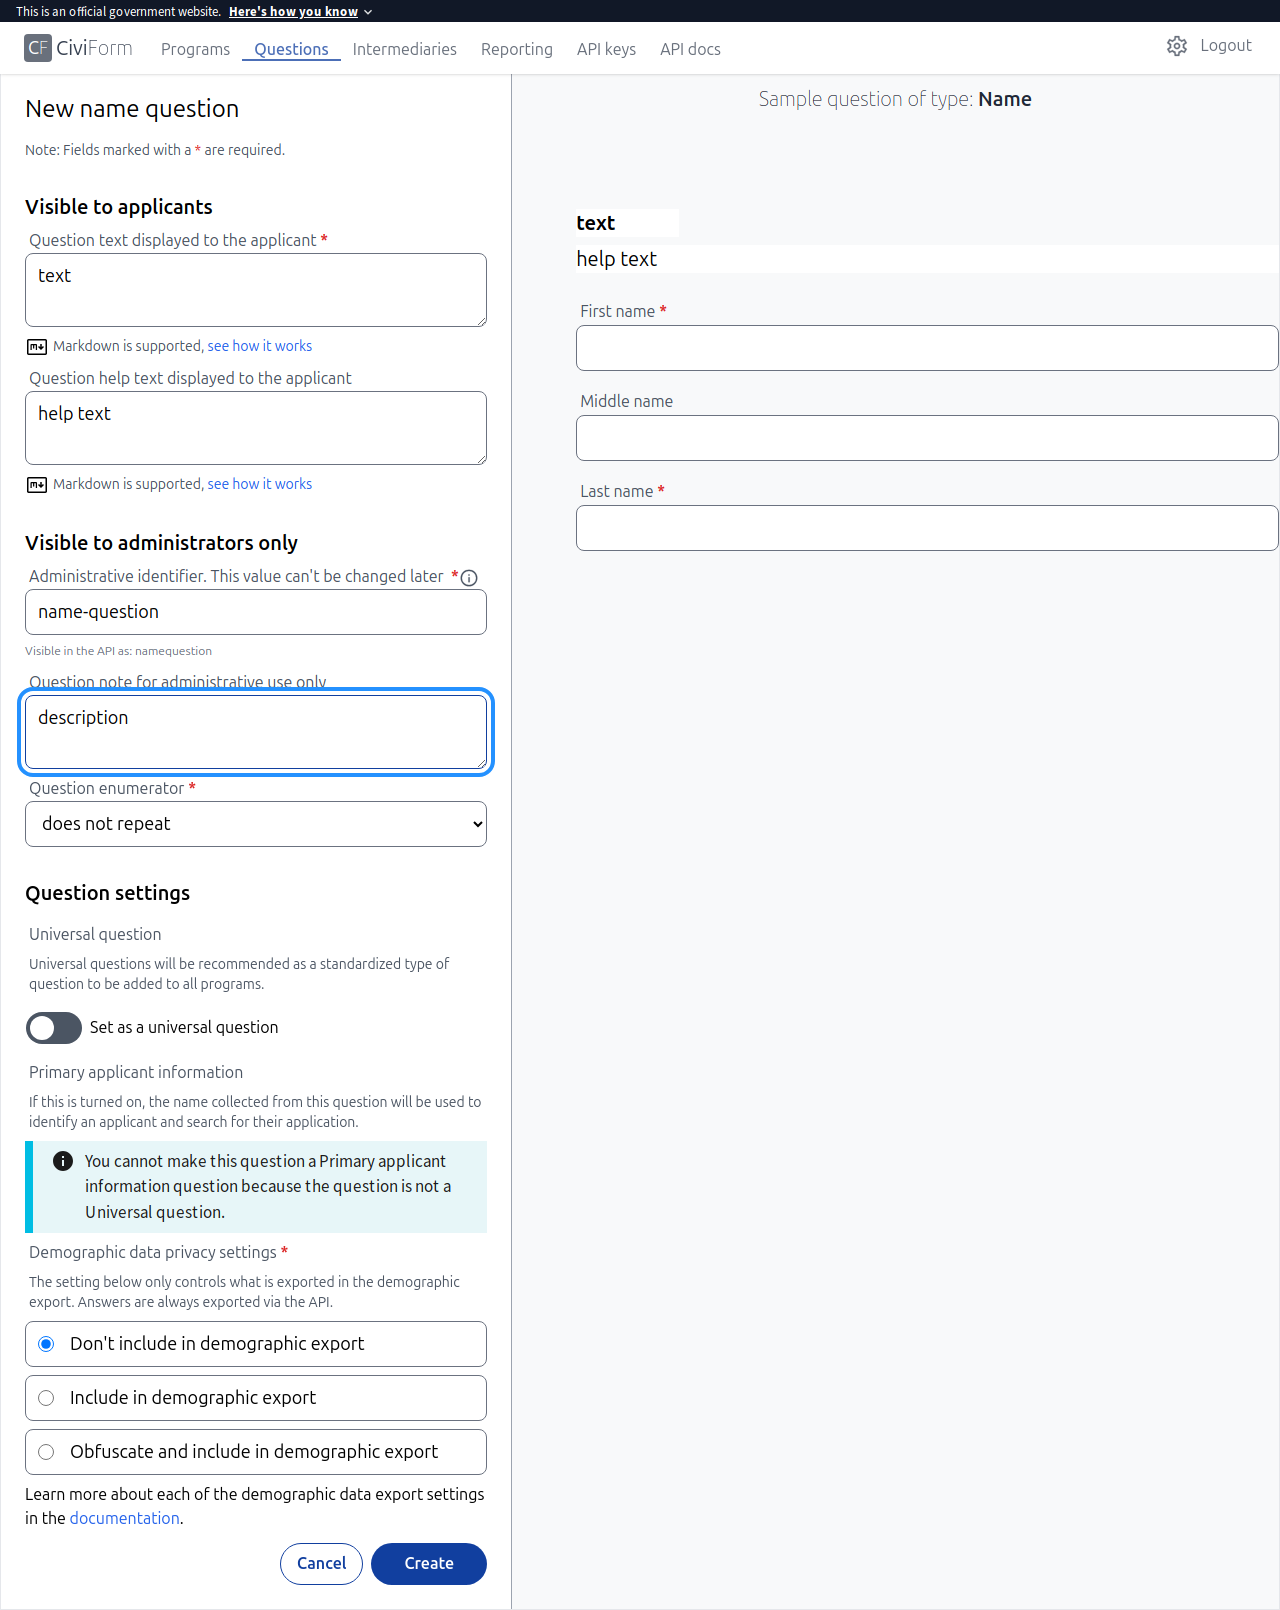 This is an official government website. Here's how you know
CF CiviForm Programs Questions Intermediaries Reporting API keys API docs Logout
New name question
Note: Fields marked with a * are required.
Visible to applicants
Question text displayed to the applicant *
text
Markdown is supported, see how it works
Question help text displayed to the applicant
help text
Markdown is supported, see how it works
Visible to administrators only
Administrative identifier. This value can't be changed later *
name-question
Visible in the API as: namequestion
Question note for administrative use only
description
Question enumerator *
does not repeat
Question settings
Universal question
Universal questions will be recommended as a standardized type of
question to be added to all programs.
Set as a universal question
Primary applicant information
If this is turned on, the name collected from this question will be used to
identify an applicant and search for their application.
You cannot make this question a Primary applicant
information question because the question is not a
Universal question.
Demographic data privacy settings *
The setting below only controls what is exported in the demographic
export. Answers are always exported via the API.
Don't include in demographic export
Include in demographic export
Obfuscate and include in demographic export
Learn more about each of the demographic data export settings
in the documentation.
Cancel Create
Sample question of type: Name
text
help text
First name *
Middle name
Last name *